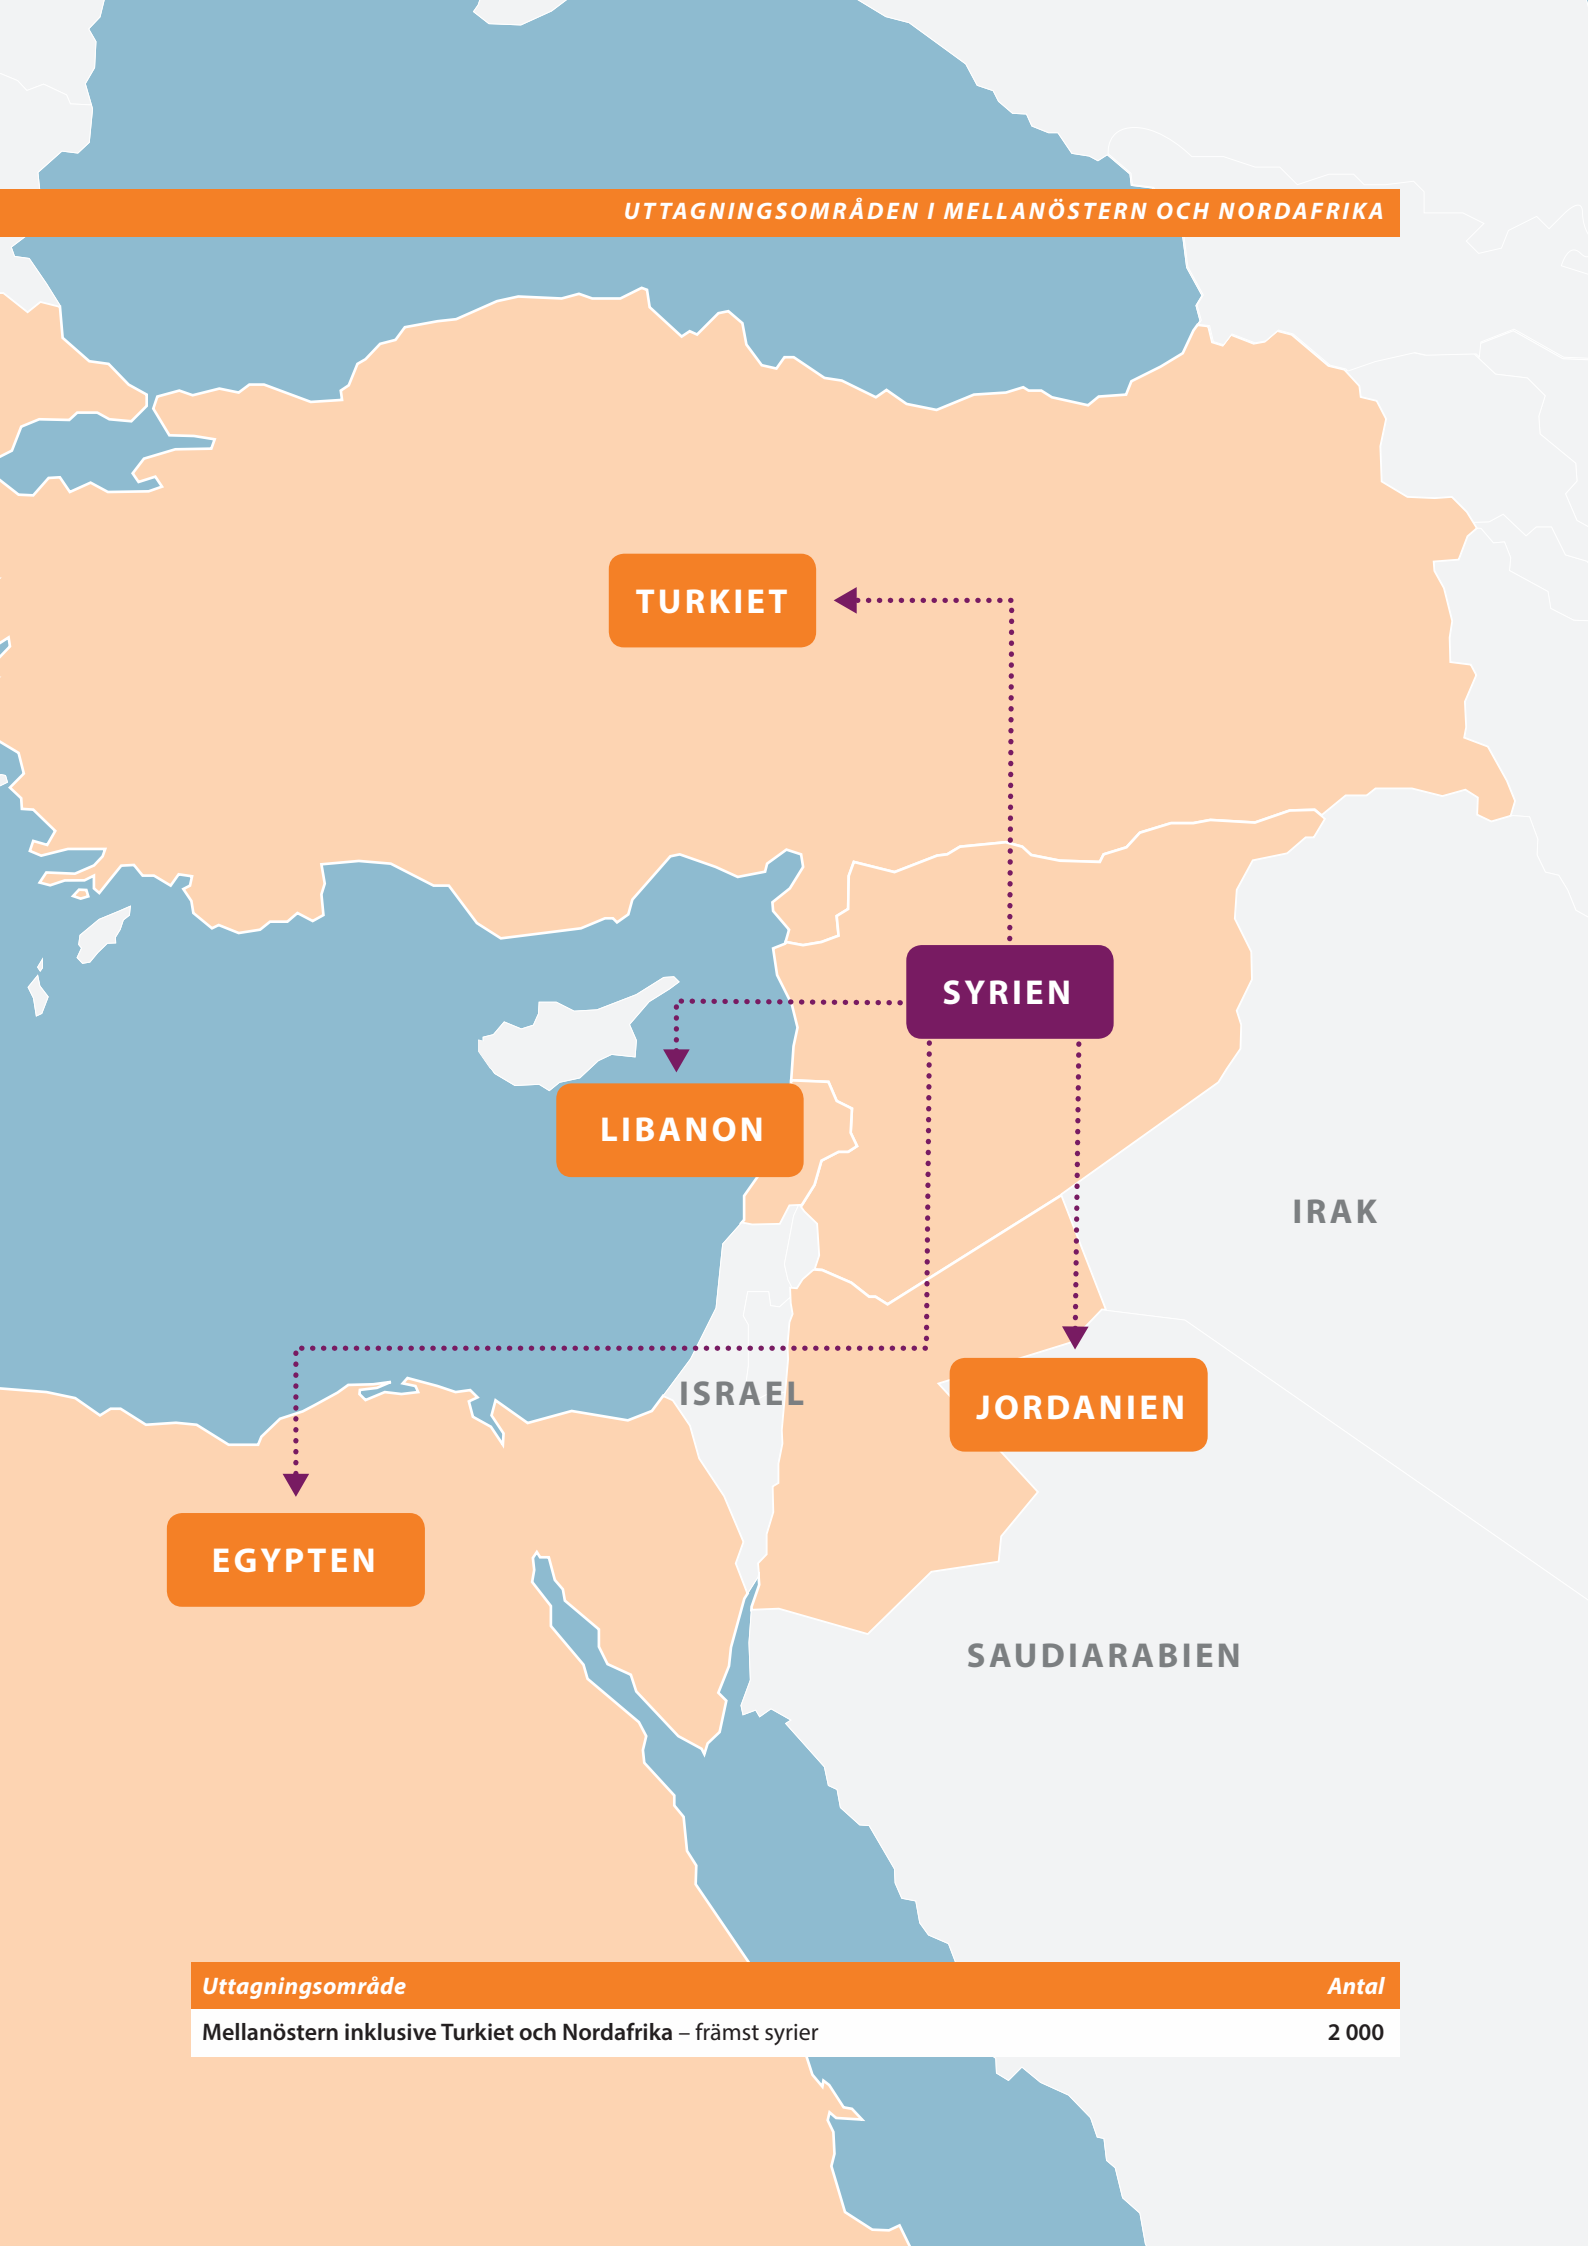 UTTAGNINGSOMRÅDEN I MELLANÖSTERN OCH NORDAFRIKA
TURKIET
SYRIEN
LIBANON
IRAK
ISRAEL
JORDANIEN
EGYPTEN
SAUDIARABIEN
Uttagningsområde Antal
Mellanöstern inklusive Turkiet och Nordafrika – främst syrier 2 000